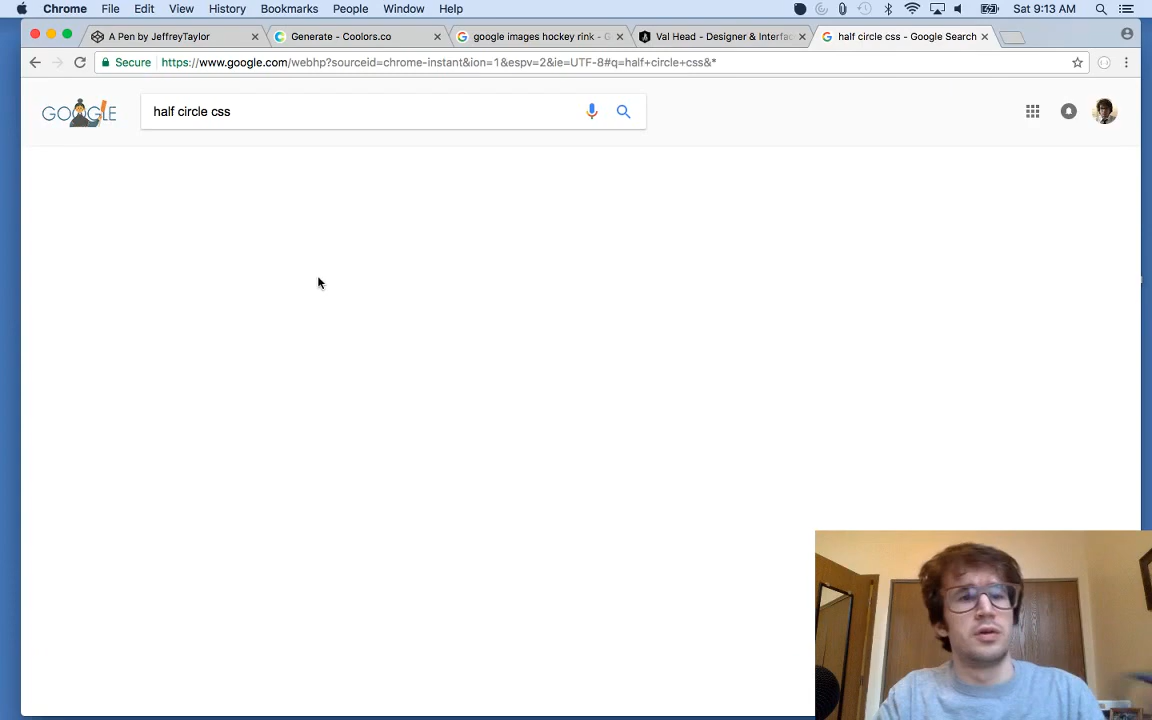 Chrome File Edit View History Bookmarks People Window Help Sat 9:13 AM
A Pen by JeffreyTaylor Generate - Coolors.co google images hockey rink - G Val Head - Designer & Interfac half circle css - Google Search
Secure https://www.google.com/webhp?sourceid=chrome-instant&ion=1&espv=2&ie=UTF-8#q=half+circle+css&*
GOOGLE half circle css